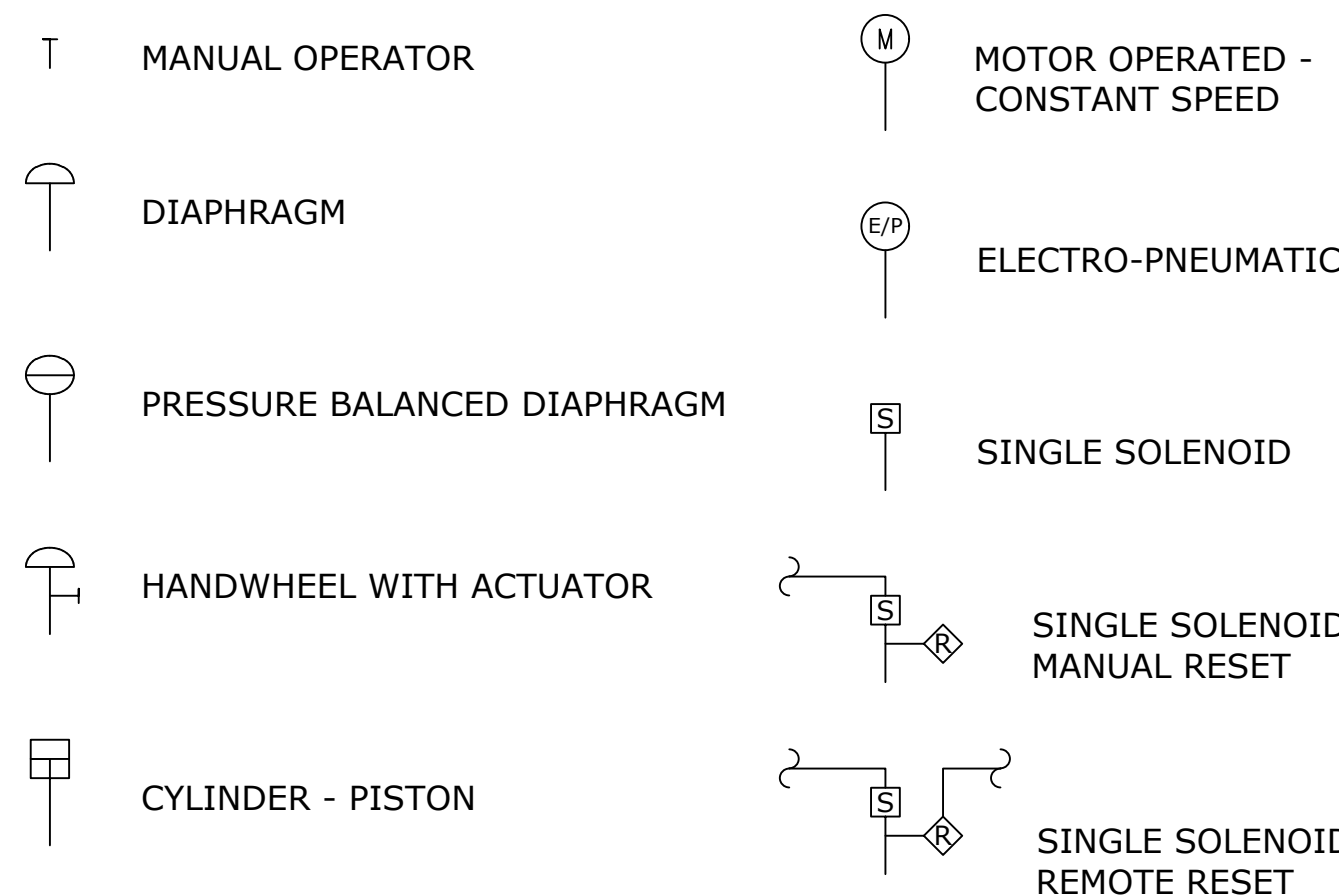 MANUAL OPERATOR
DIAPHRAGM
PRESSURE BALANCED DIAPHRAGM
HANDWHEEL WITH ACTUATOR
CYLINDER - PISTON
M
MOTOR OPERATED -
CONSTANT SPEED
E/P
ELECTRO-PNEUMATIC
S
SINGLE SOLENOID
S
R
SINGLE SOLENOID
MANUAL RESET
S
R
SINGLE SOLENOID
REMOTE RESET